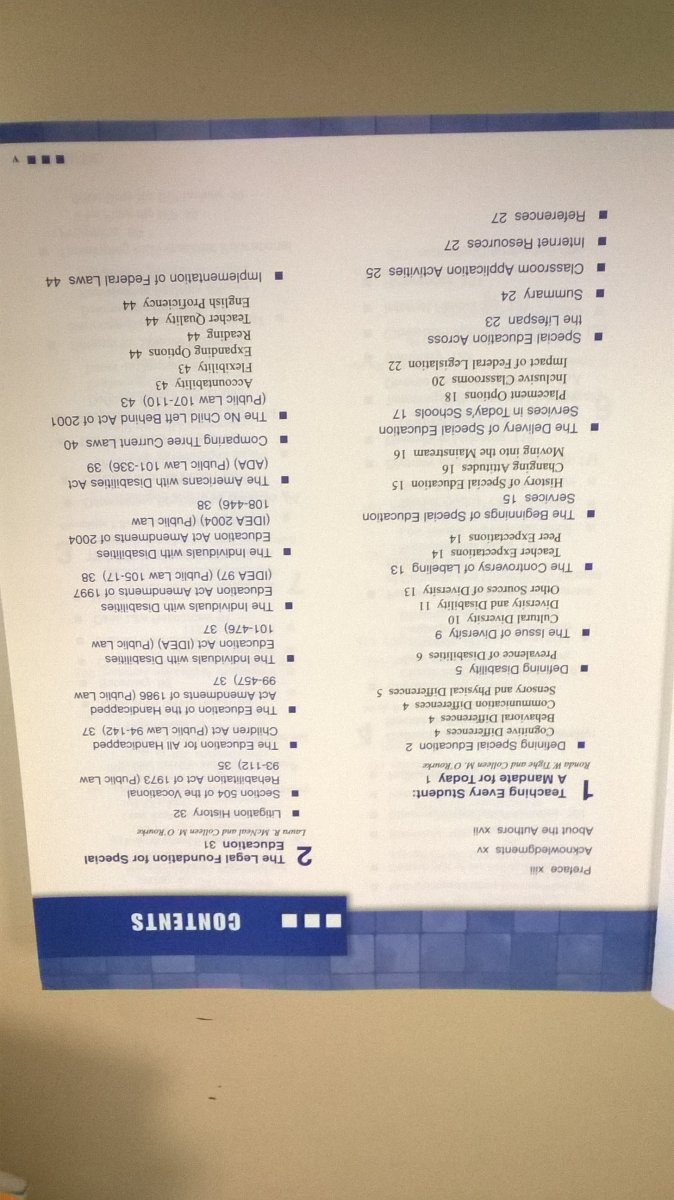 CONTENTS
Preface xiii
Acknowledgments xv
About the Authors xvii
1 Teaching Every Student:
A Mandate for Today 1
Ronda W. Tighe and Colleen M. O'Rourke
■ Defining Special Education 2
Cognitive Differences 4
Behavioral Differences 4
Communication Differences 4
Sensory and Physical Differences 5
■ Defining Disability 5
Prevalence of Disabilities 6
■ The Issue of Diversity 9
Cultural Diversity 10
Diversity and Disability 11
Other Sources of Diversity 13
■ The Controversy of Labeling 13
Teacher Expectations 14
Peer Expectations 14
■ The Beginnings of Special Education
Services 15
History of Special Education 15
Changing Attitudes 16
Moving into the Mainstream 16
■ The Delivery of Special Education
Services in Today's Schools 17
Placement Options 18
Inclusive Classrooms 20
Impact of Federal Legislation 22
■ Special Education Across
the Lifespan 23
■ Summary 24
■ Classroom Application Activities 25
■ Internet Resources 27
■ References 27
2 The Legal Foundation for Special
Education 31
Laura R. McNeal and Colleen M. O'Rourke
■ Litigation History 32
■ Section 504 of the Vocational
Rehabilitation Act of 1973 (Public Law
93-112) 35
■ The Education for All Handicapped
Children Act (Public Law 94-142) 37
■ The Education of the Handicapped
Act Amendments of 1986 (Public Law
99-457) 37
■ The Individuals with Disabilities
Education Act (IDEA) (Public Law
101-476) 37
■ The Individuals with Disabilities
Education Act Amendments of 1997
(IDEA 97) (Public Law 105-17) 38
■ The Individuals with Disabilities
Education Act Amendments of 2004
(IDEA 2004) (Public Law
108-446) 38
■ The Americans with Disabilities Act
(ADA) (Public Law 101-336) 39
■ Comparing Three Current Laws 40
■ The No Child Left Behind Act of 2001
(Public Law 107-110) 43
Accountability 43
Flexibility 43
Expanding Options 44
Reading 44
Teacher Quality 44
English Proficiency 44
■ Implementation of Federal Laws 44
v